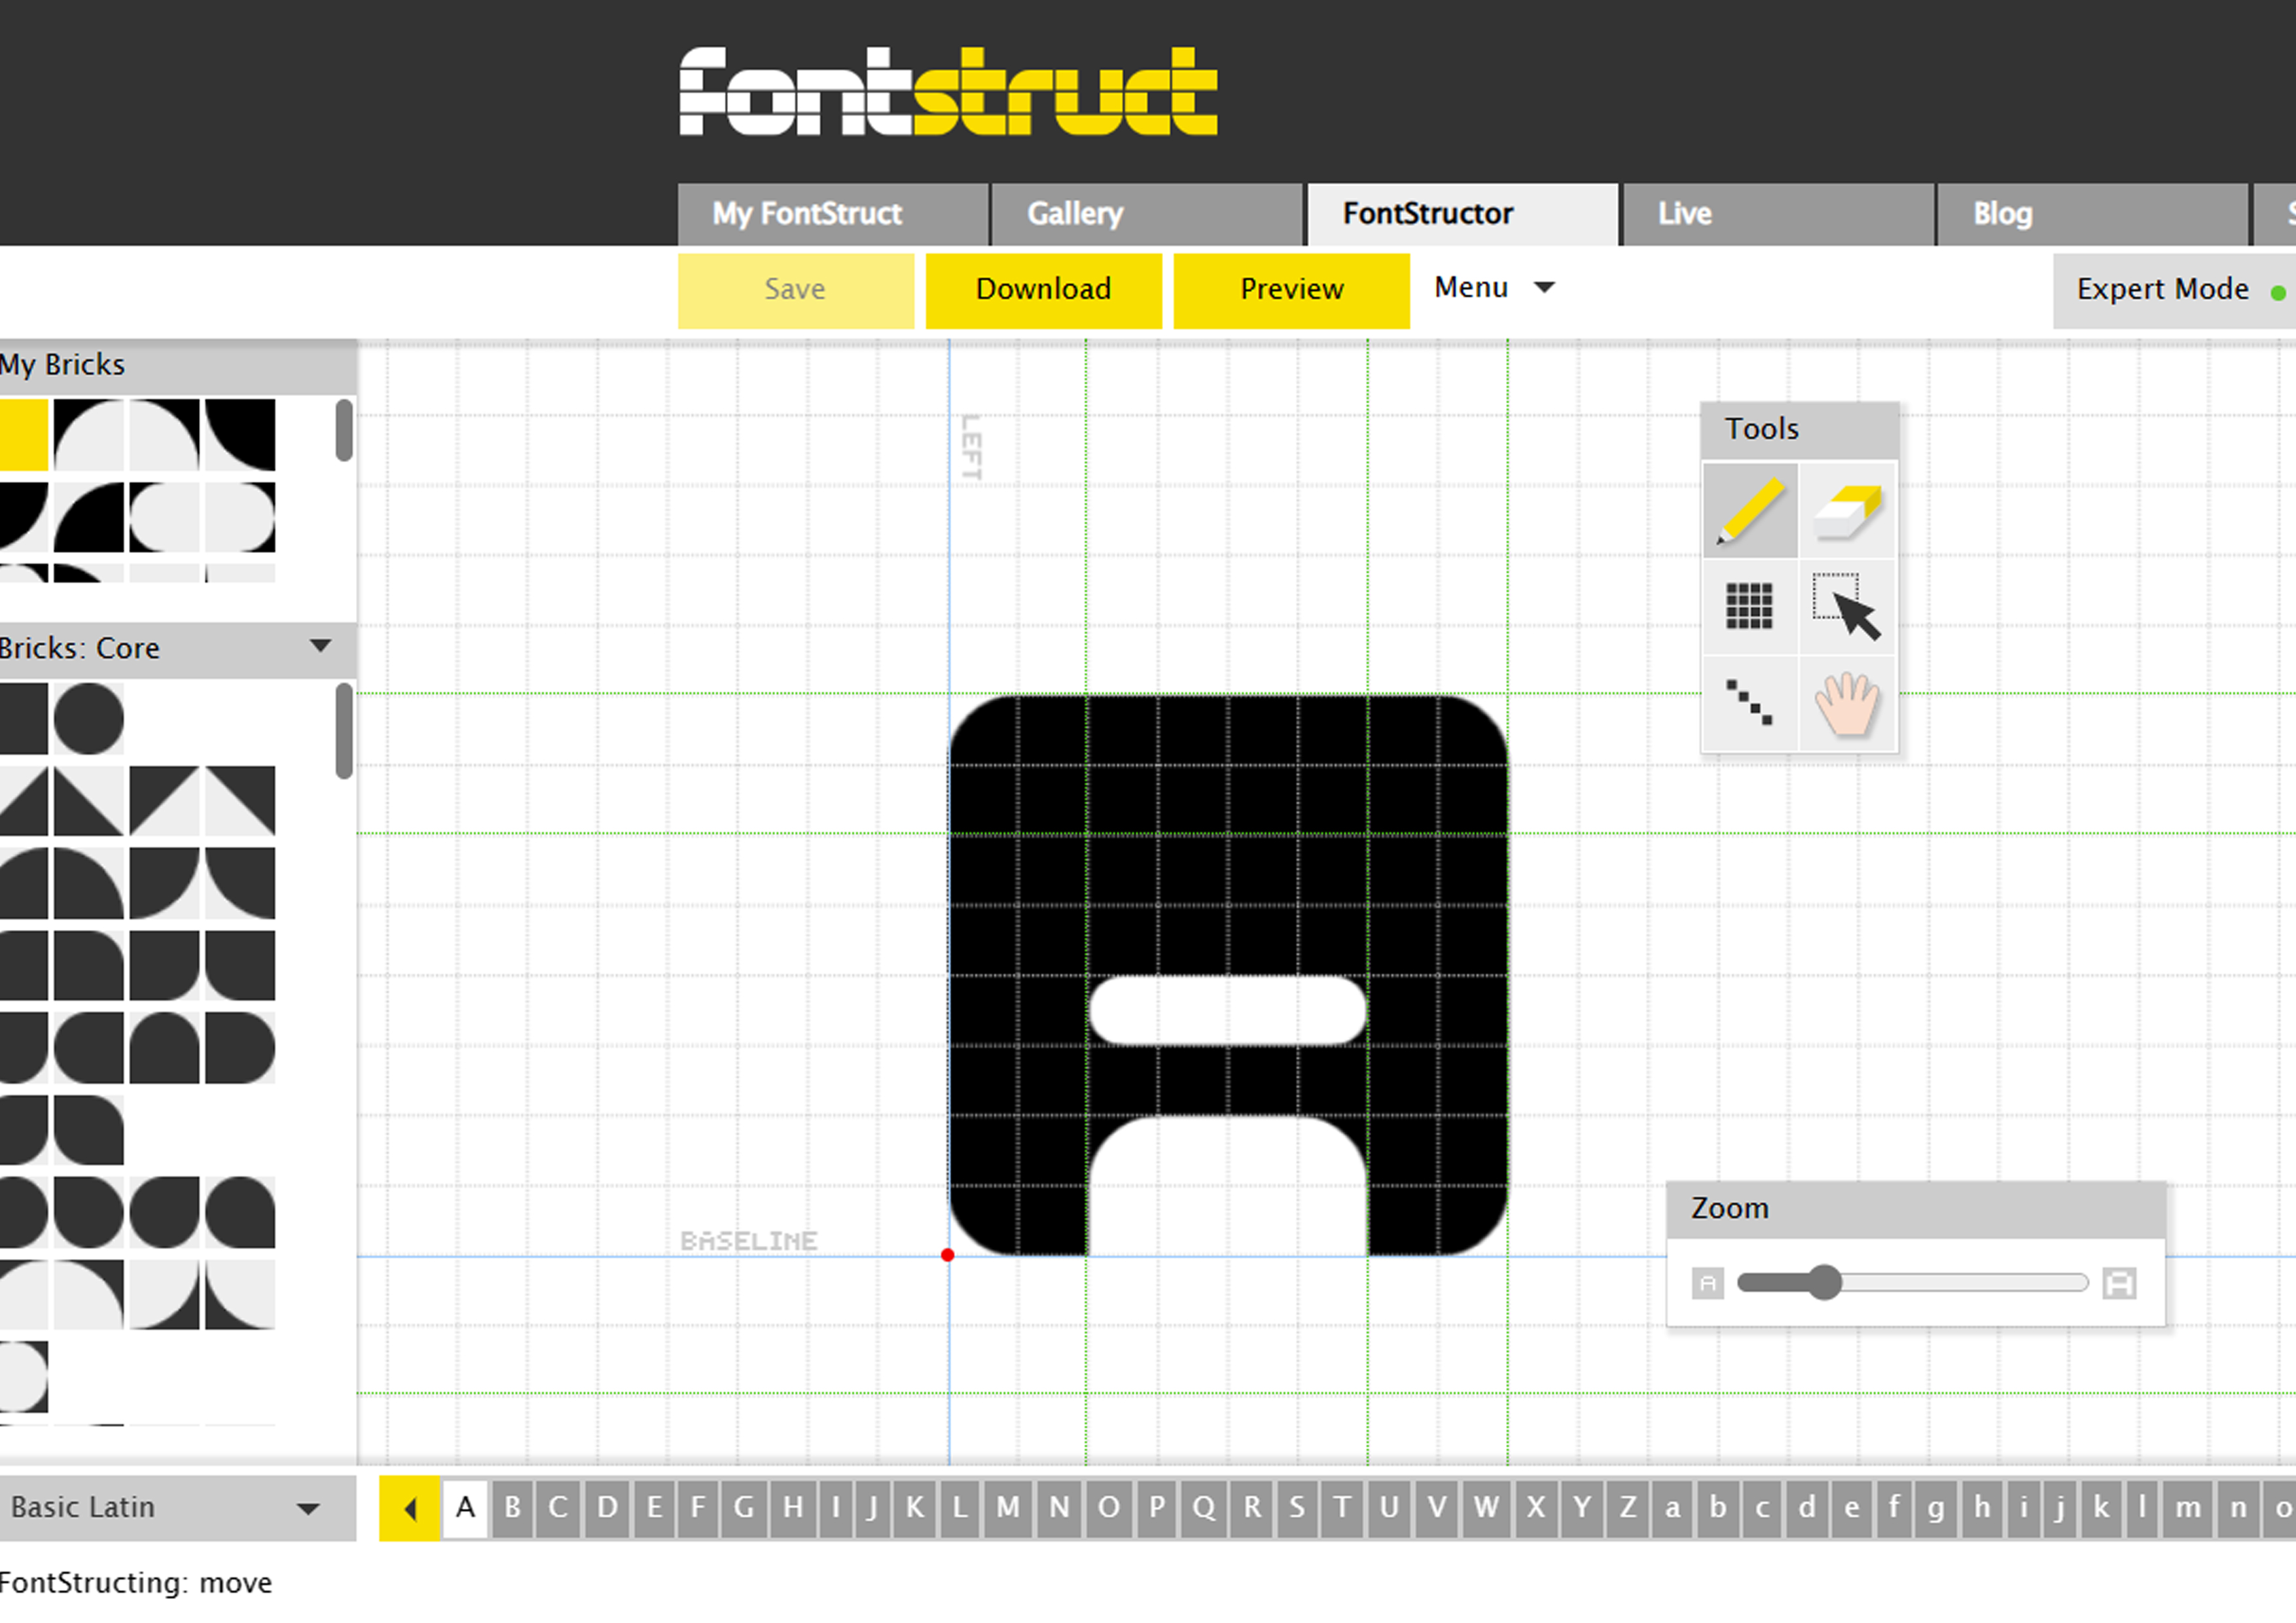 fontstruct
My FontStruct Gallery FontStructor Live Blog S
Save Download Preview Menu Expert Mode
My Bricks
LEFT
Tools
Bricks: Core
BASELINE
Zoom
A A
Basic Latin A B C D E F G H I J K L M N O P Q R S T U V W X Y Z a b c d e f g h i j k l m n o
FontStructing: move